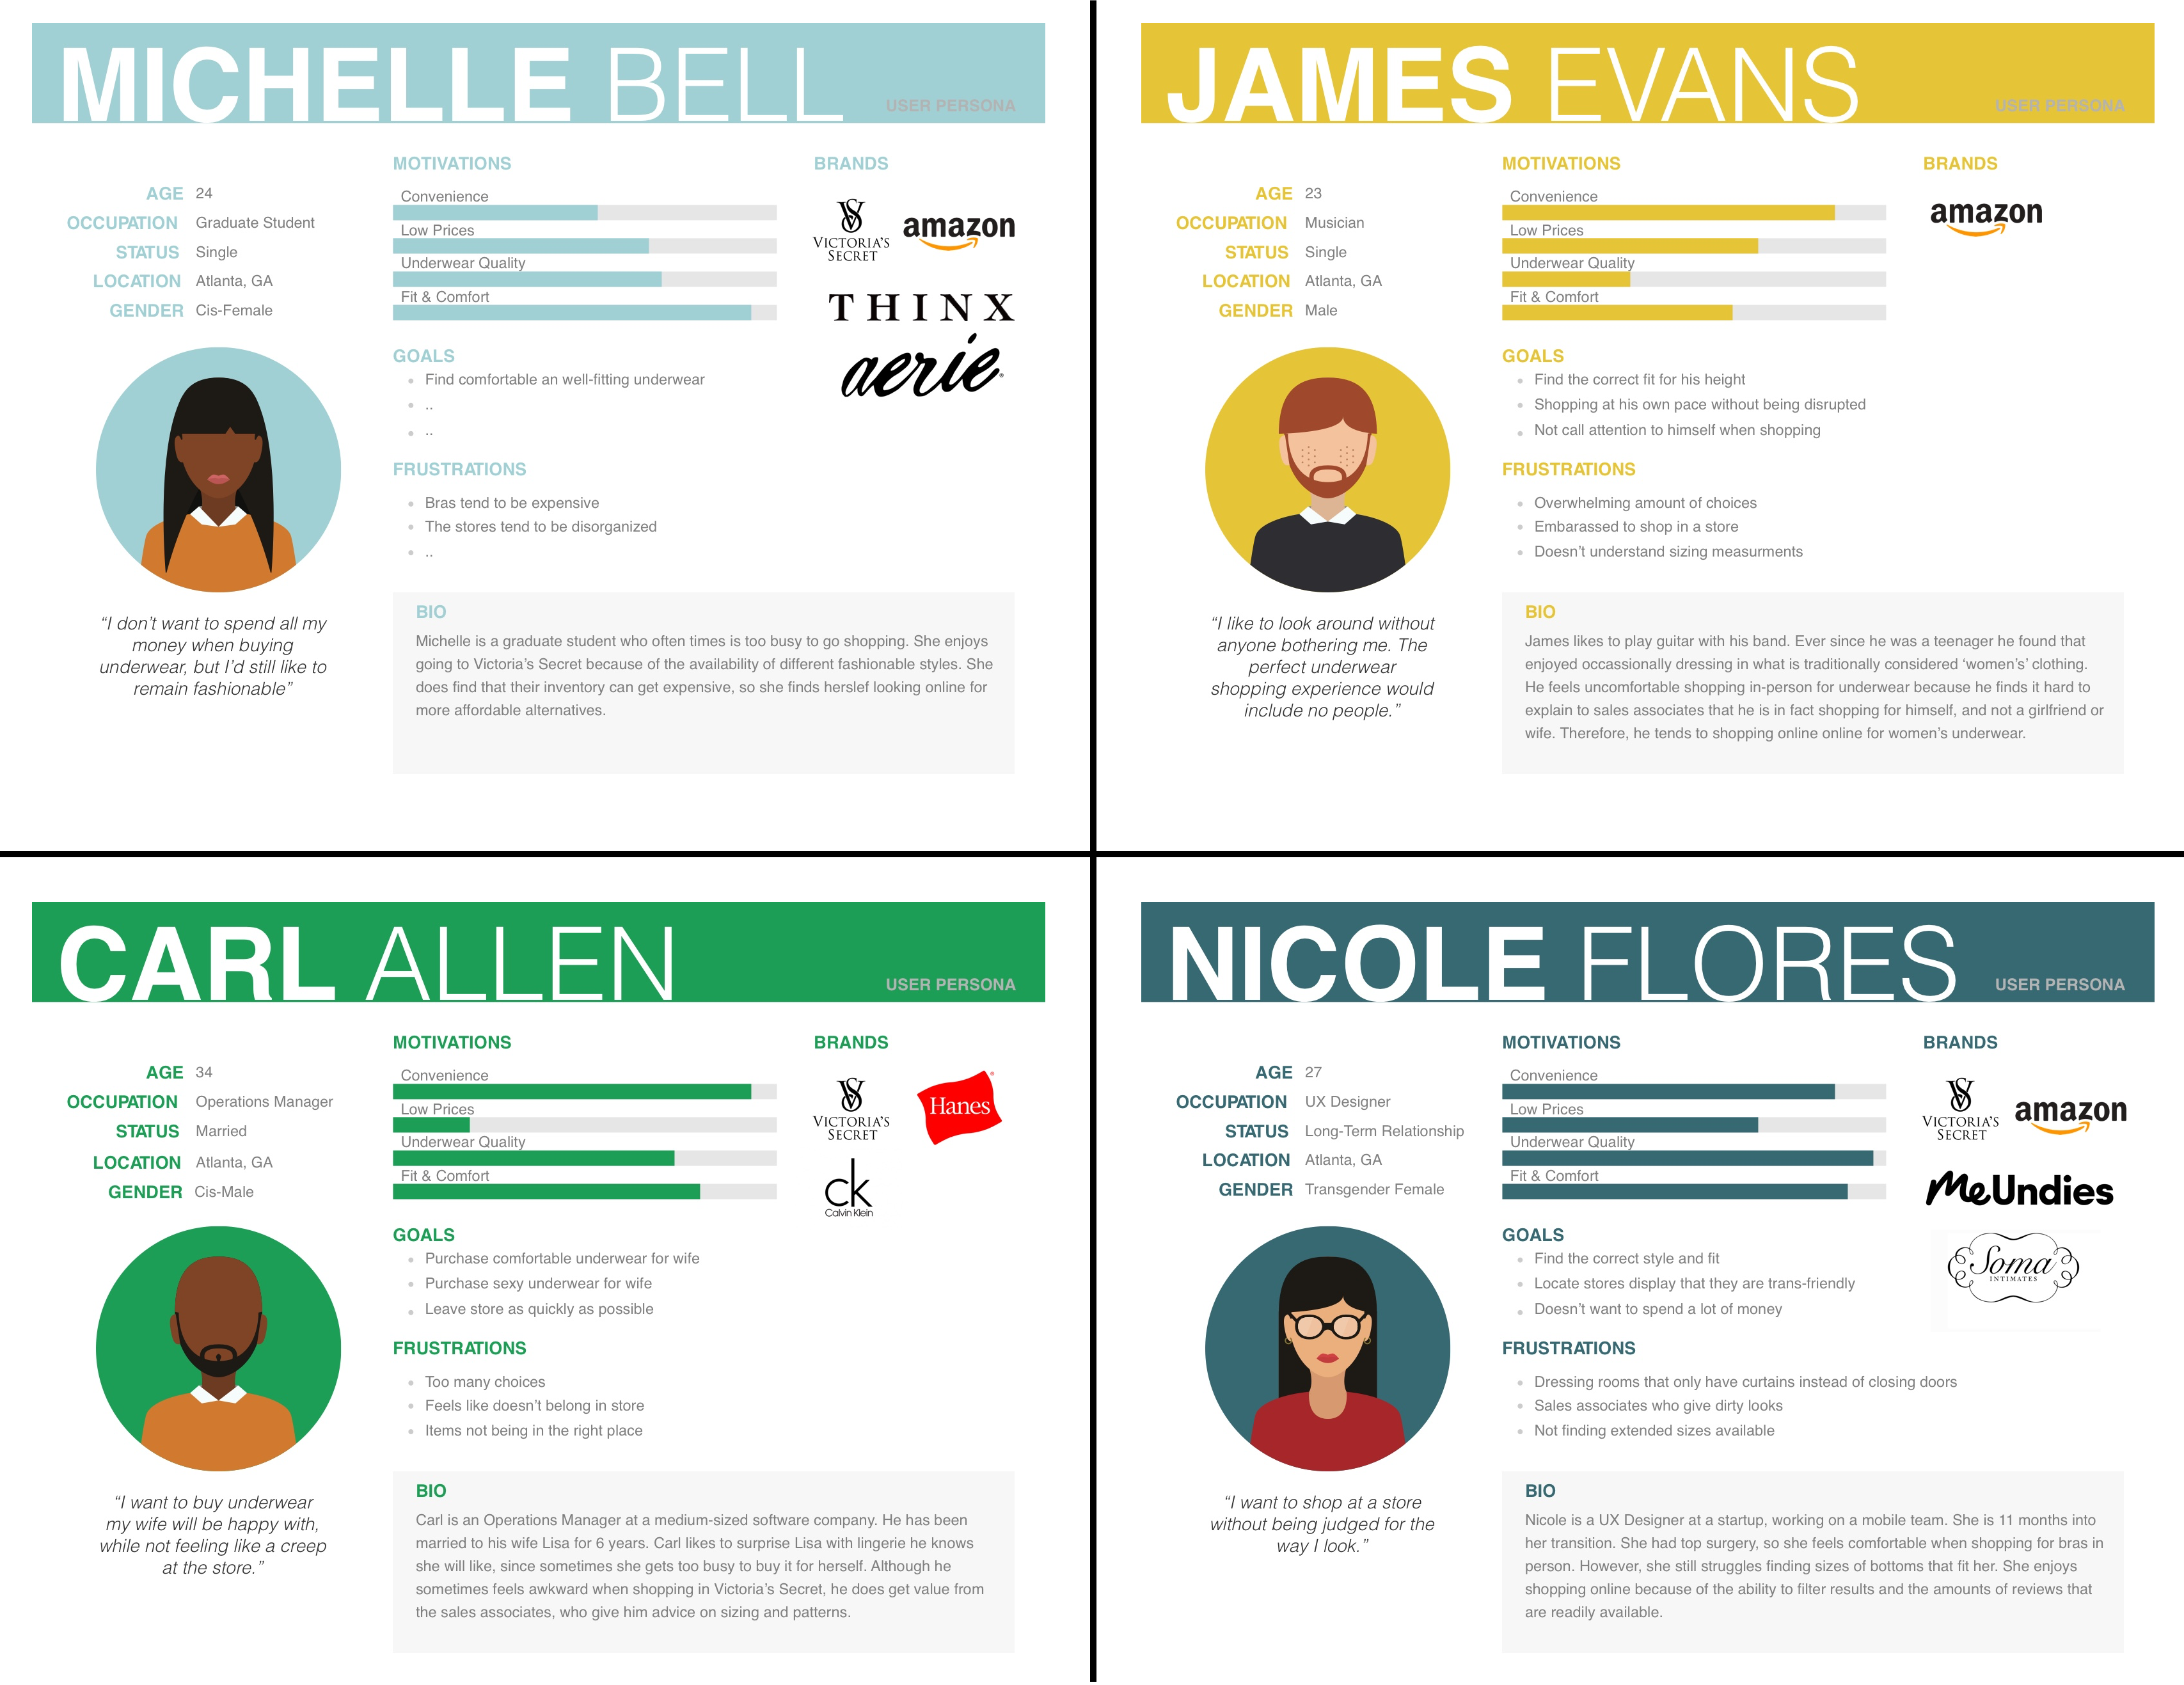 MICHELLE BELL
USER PERSONA
AGE 24
OCCUPATION Graduate Student
STATUS Single
LOCATION Atlanta, GA
GENDER Cis-Female
“I don’t want to spend all my
money when buying
underwear, but I’d still like to
remain fashionable”
MOTIVATIONS
Convenience
Low Prices
Underwear Quality
Fit & Comfort
GOALS
Find comfortable an well-fitting underwear
..
..
FRUSTRATIONS
Bras tend to be expensive
The stores tend to be disorganized
..
BRANDS
VS
VICTORIA’S
SECRET
amazon
THINX
aerie®
BIO
Michelle is a graduate student who often times is too busy to go shopping. She enjoys
going to Victoria’s Secret because of the availability of different fashionable styles. She
does find that their inventory can get expensive, so she finds herslef looking online for
more affordable alternatives.
JAMES EVANS
USER PERSONA
AGE 23
OCCUPATION Musician
STATUS Single
LOCATION Atlanta, GA
GENDER Male
“I like to look around without
anyone bothering me. The
perfect underwear
shopping experience would
include no people.”
MOTIVATIONS
Convenience
Low Prices
Underwear Quality
Fit & Comfort
GOALS
Find the correct fit for his height
Shopping at his own pace without being disrupted
Not call attention to himself when shopping
FRUSTRATIONS
Overwhelming amount of choices
Embarassed to shop in a store
Doesn’t understand sizing measurments
BRANDS
amazon
BIO
James likes to play guitar with his band. Ever since he was a teenager he found that
enjoyed occassionally dressing in what is traditionally considered ‘women’s’ clothing.
He feels uncomfortable shopping in-person for underwear because he finds it hard to
explain to sales associates that he is in fact shopping for himself, and not a girlfriend or
wife. Therefore, he tends to shopping online online for women’s underwear.
CARL ALLEN
USER PERSONA
AGE 34
OCCUPATION Operations Manager
STATUS Married
LOCATION Atlanta, GA
GENDER Cis-Male
“I want to buy underwear
my wife will be happy with,
while not feeling like a creep
at the store.”
MOTIVATIONS
Convenience
Low Prices
Underwear Quality
Fit & Comfort
GOALS
Purchase comfortable underwear for wife
Purchase sexy underwear for wife
Leave store as quickly as possible
FRUSTRATIONS
Too many choices
Feels like doesn’t belong in store
Items not being in the right place
BRANDS
VS
VICTORIA’S
SECRET
Hanes®
ck
Calvin Klein
BIO
Carl is an Operations Manager at a medium-sized software company. He has been
married to his wife Lisa for 6 years. Carl likes to surprise Lisa with lingerie he knows
she will like, since sometimes she gets too busy to buy it for herself. Although he
sometimes feels awkward when shopping in Victoria’s Secret, he does get value from
the sales associates, who give him advice on sizing and patterns.
NICOLE FLORES
USER PERSONA
AGE 27
OCCUPATION UX Designer
STATUS Long-Term Relationship
LOCATION Atlanta, GA
GENDER Transgender Female
“I want to shop at a store
without being judged for the
way I look.”
MOTIVATIONS
Convenience
Low Prices
Underwear Quality
Fit & Comfort
GOALS
Find the correct style and fit
Locate stores display that they are trans-friendly
Doesn’t want to spend a lot of money
FRUSTRATIONS
Dressing rooms that only have curtains instead of closing doors
Sales associates who give dirty looks
Not finding extended sizes available
BRANDS
VS
VICTORIA’S
SECRET
amazon
MeUndies
Soma
INTIMATES
BIO
Nicole is a UX Designer at a startup, working on a mobile team. She is 11 months into
her transition. She had top surgery, so she feels comfortable when shopping for bras in
person. However, she still struggles finding sizes of bottoms that fit her. She enjoys
shopping online because of the ability to filter results and the amounts of reviews that
are readily available.